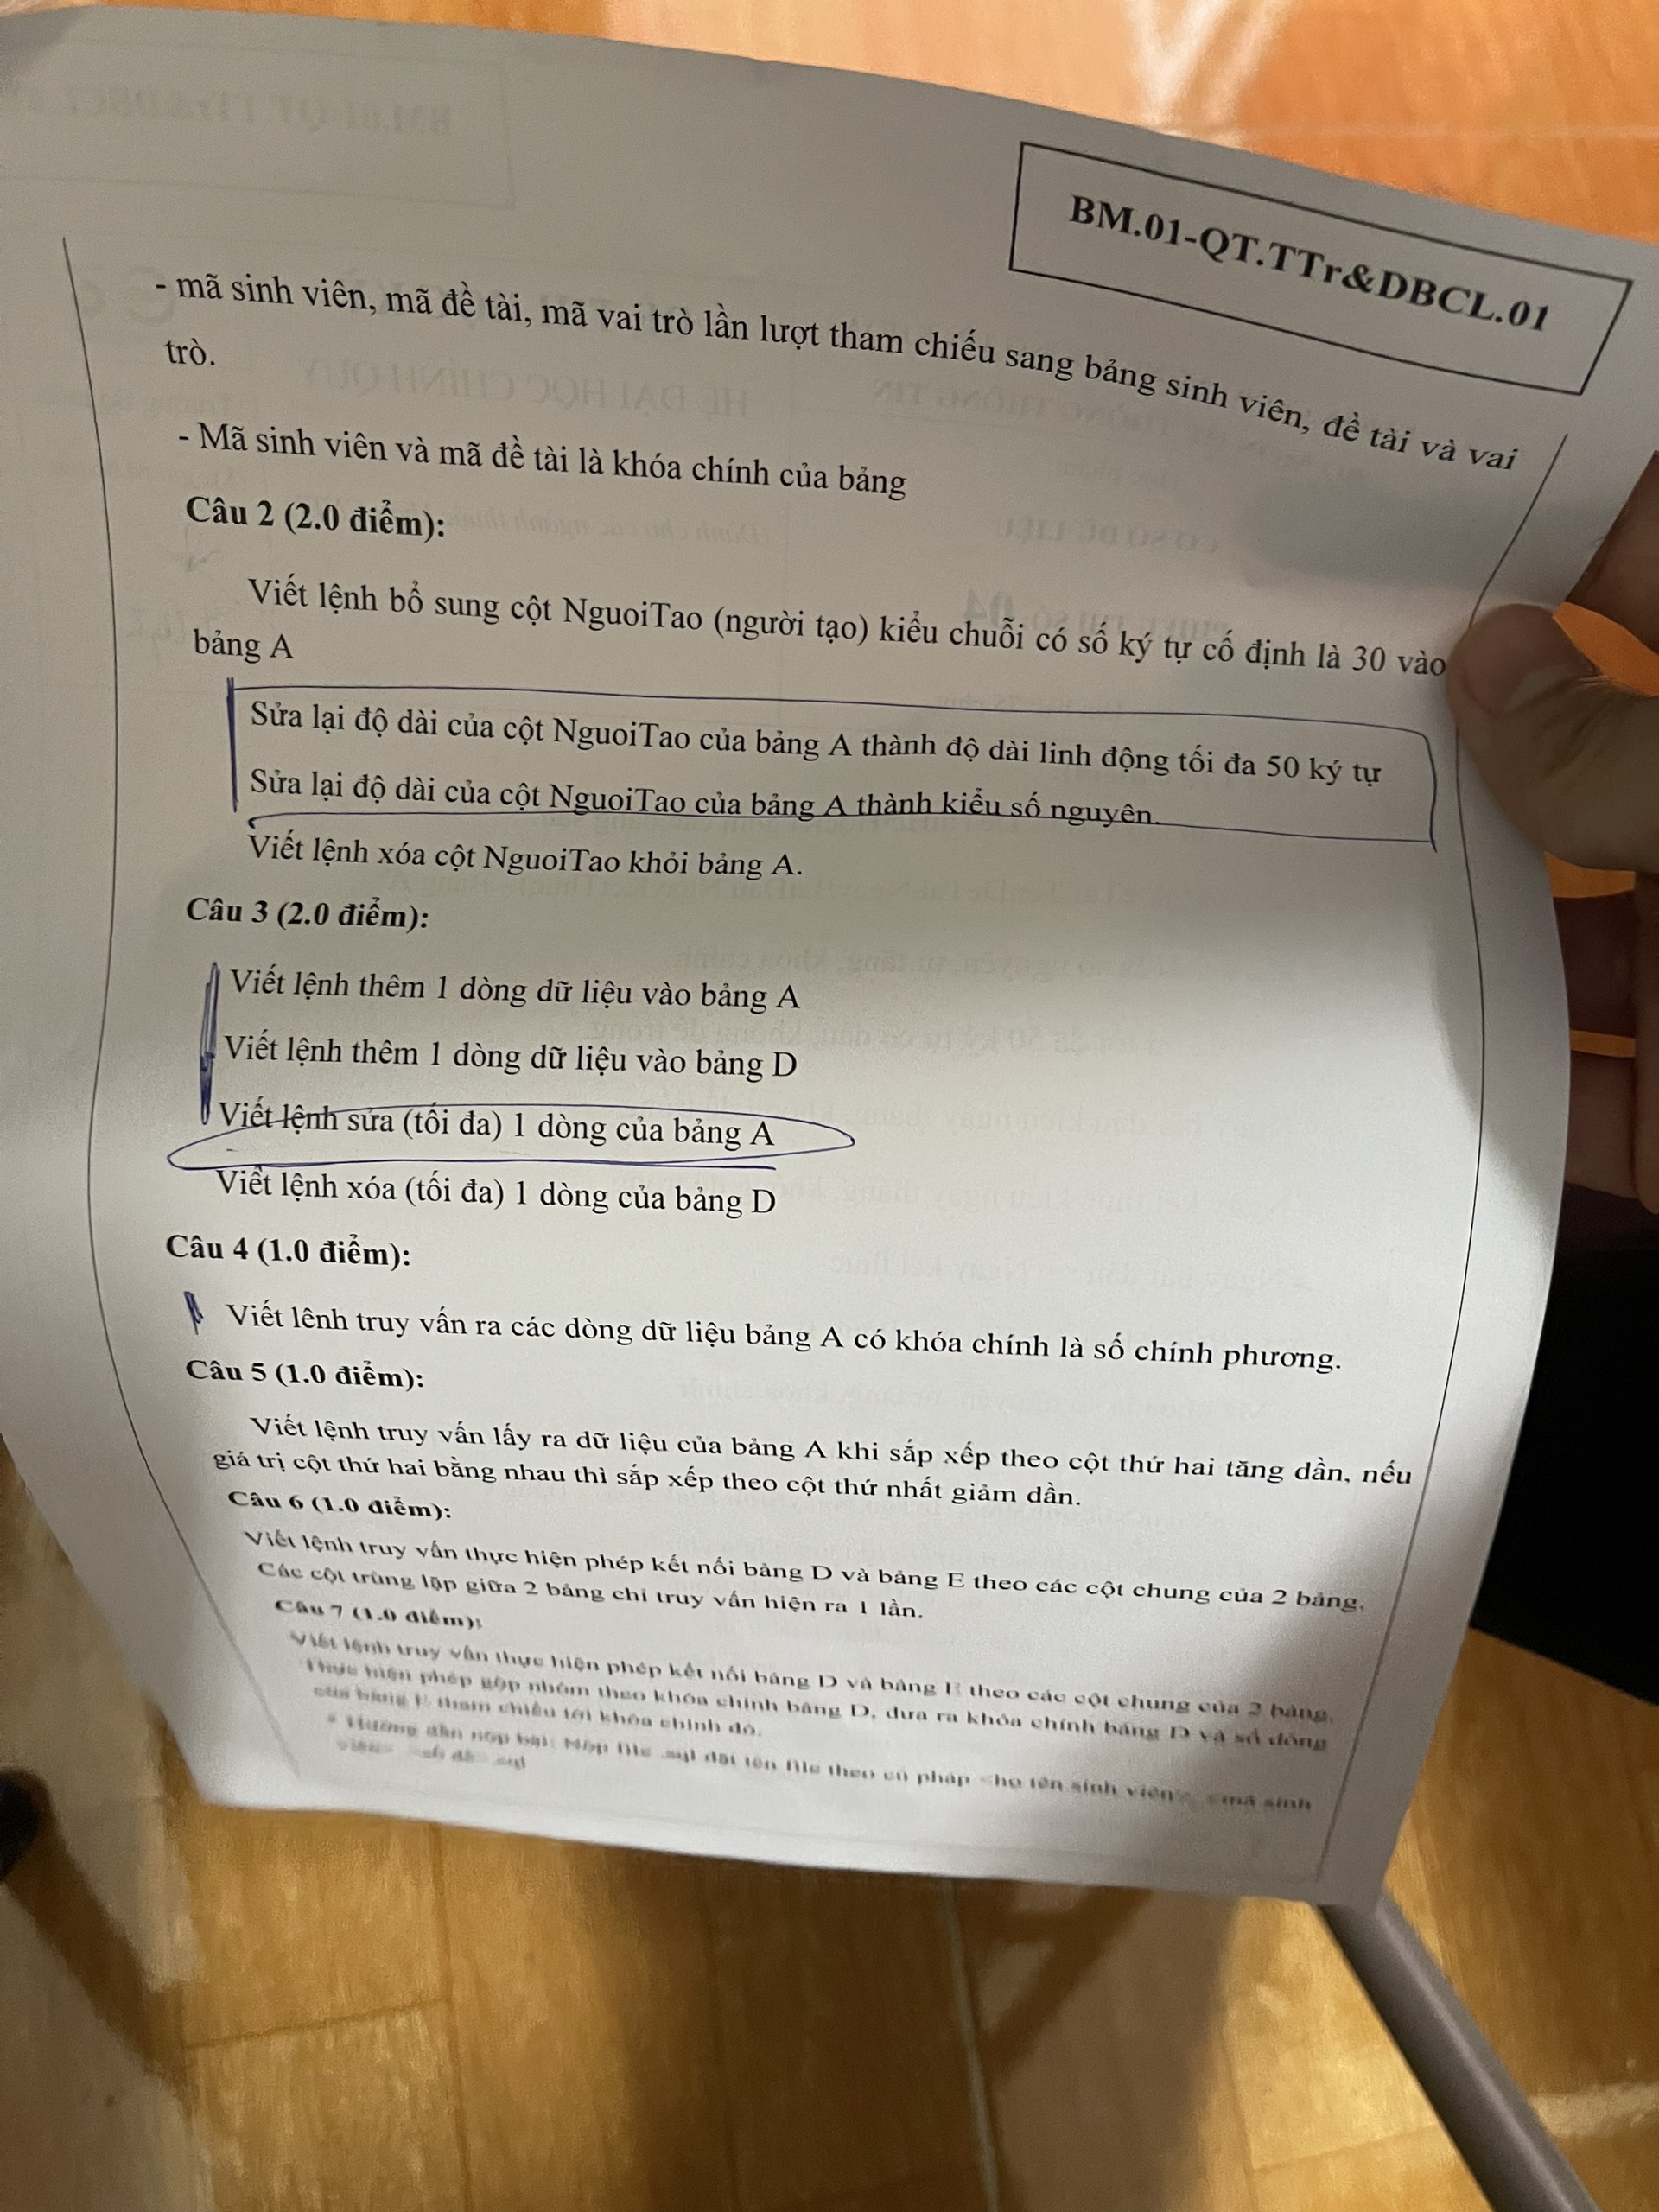 BM.01-QT.TTr&DBCL.01
- mã sinh viên, mã đề tài, mã vai trò lần lượt tham chiếu sang bảng sinh viên, đề tài và vai
trò.
- Mã sinh viên và mã đề tài là khóa chính của bảng
Câu 2 (2.0 điểm):
Viết lệnh bổ sung cột NguoiTao (người tạo) kiểu chuỗi có số ký tự cố định là 30 vào
bảng A
Sửa lại độ dài của cột NguoiTao của bảng A thành độ dài linh động tối đa 50 ký tự
Sửa lại độ dài của cột NguoiTao của bảng A thành kiểu số nguyên.
Viết lệnh xóa cột NguoiTao khỏi bảng A.
Câu 3 (2.0 điểm):
Viết lệnh thêm 1 dòng dữ liệu vào bảng A
Viết lệnh thêm 1 dòng dữ liệu vào bảng D
Viết lệnh sửa (tối đa) 1 dòng của bảng A
Viết lệnh xóa (tối đa) 1 dòng của bảng D
Câu 4 (1.0 điểm):
Viết lênh truy vấn ra các dòng dữ liệu bảng A có khóa chính là số chính phương.
Câu 5 (1.0 điểm):
Viết lệnh truy vấn lấy ra dữ liệu của bảng A khi sắp xếp theo cột thứ hai tăng dần, nếu
giá trị cột thứ hai bằng nhau thì sắp xếp theo cột thứ nhất giảm dần.
Câu 6 (1.0 điểm):
Viết lệnh truy vấn thực hiện phép kết nối bảng D và bảng E theo các cột chung của 2 bảng,
Các cột trùng lặp giữa 2 bảng chỉ truy vấn hiện ra 1 lần.
Câu 7 (1.0 điểm):
Viết lệnh truy vấn thực hiện phép kết nối bảng D và bảng E theo các cột chung của 2 bảng,
Thực hiện phép gộp nhóm theo khóa chính bảng D, đưa ra khóa chính bảng D và số dòng
của bảng E tham chiếu tới khóa chính đó.
* Hướng dẫn nộp bài: Nộp file .sql đặt tên file theo cú pháp <họ tên sinh viên> <mã sinh